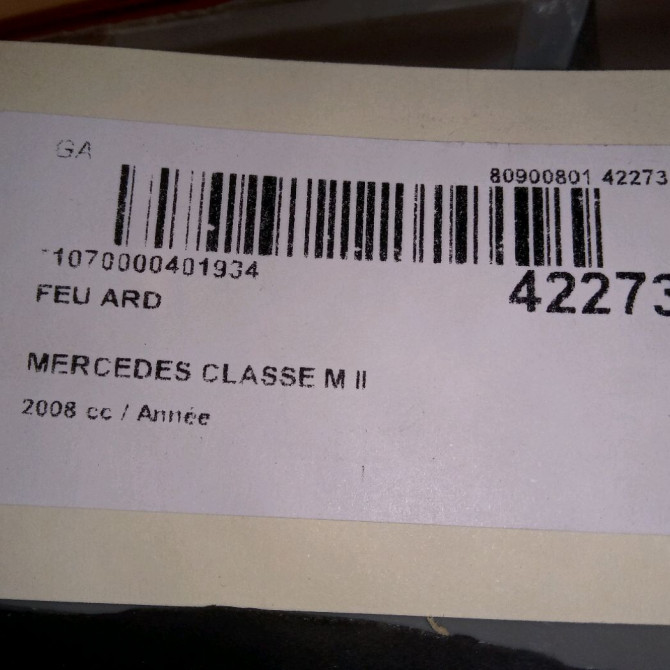 GA
80900801 42273
-1070000401934
42273
FEU ARD
MERCEDES CLASSE M II
2008 cc / Année